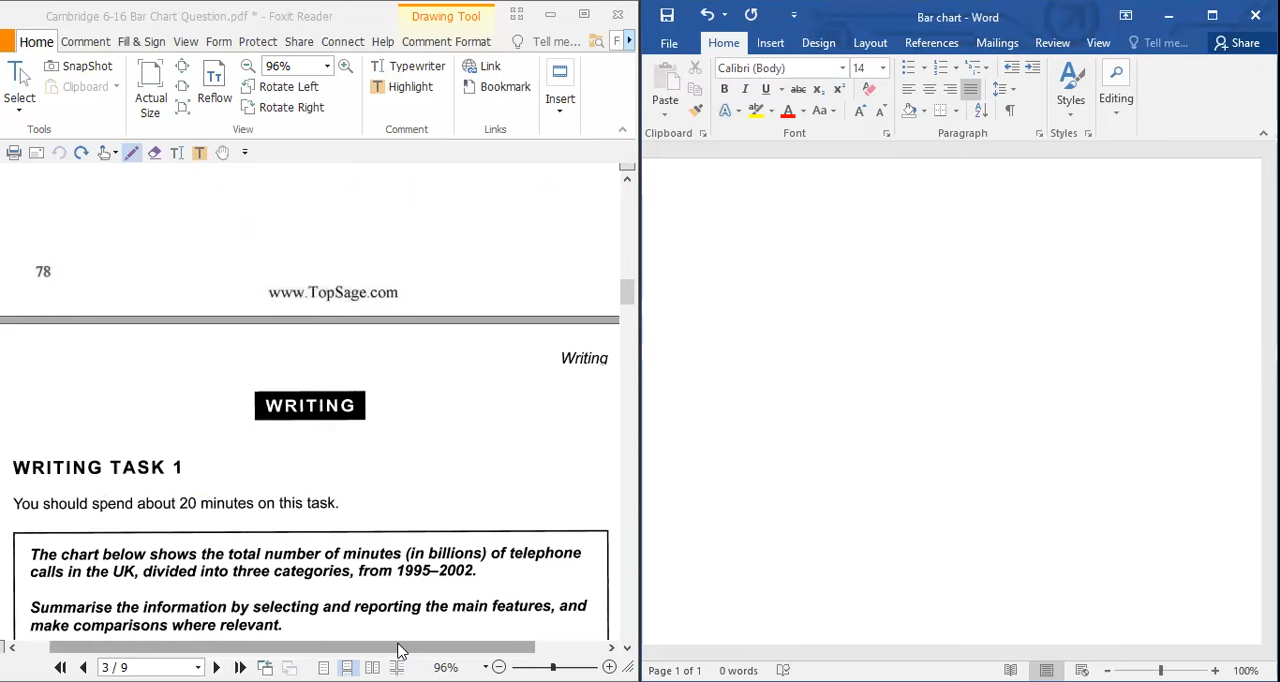 Cambridge 6-16 Bar Chart Question.pdf * - Foxit Reader
Drawing Tool
Home Comment Fill & Sign View Form Protect Share Connect Help Comment Format Tell me... F
Select
SnapShot
Clipboard
Actual Size
Reflow
96%
Rotate Left
Rotate Right
Typewriter
Highlight
Link
Bookmark
Insert
Tools View Comment Links
78
www.TopSage.com
Writing
WRITING
WRITING TASK 1
You should spend about 20 minutes on this task.
The chart below shows the total number of minutes (in billions) of telephone
calls in the UK, divided into three categories, from 1995–2002.
Summarise the information by selecting and reporting the main features, and
make comparisons where relevant.
3 / 9
96%
Bar chart - Word
File Home Insert Design Layout References Mailings Review View Tell me... Share
Paste
Calibri (Body) 14
B I U abc X₂ X²
A aby A Aa A A
Styles
Editing
Clipboard Font Paragraph Styles
Page 1 of 1 0 words
100%